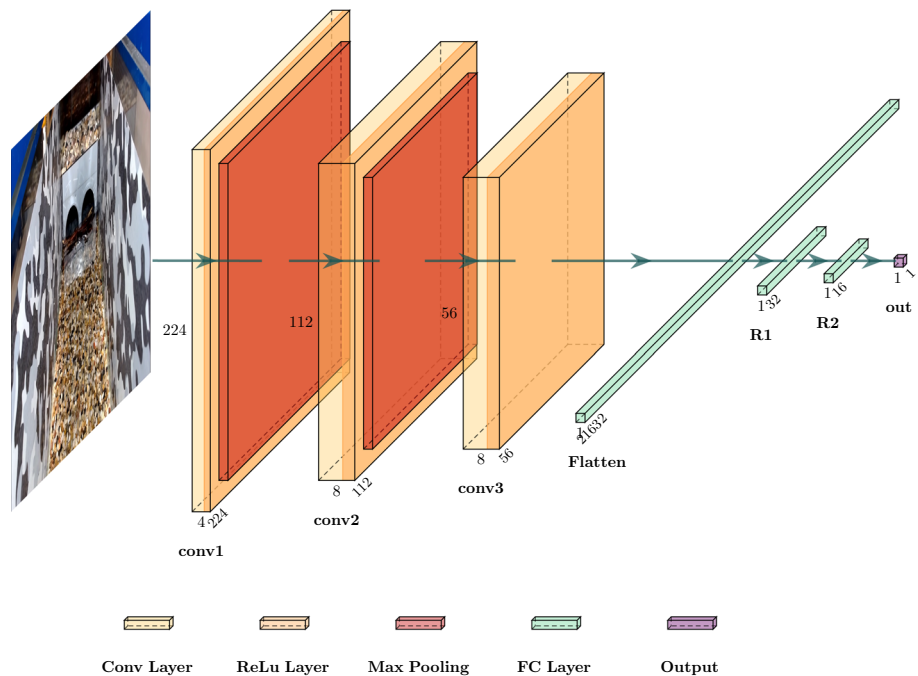 224
4 224
conv1
112
8 112
conv2
56
8 56
conv3
1 21632
Flatten
1 32
R1
1 16
R2
1 1
out
Conv Layer
ReLu Layer
Max Pooling
FC Layer
Output